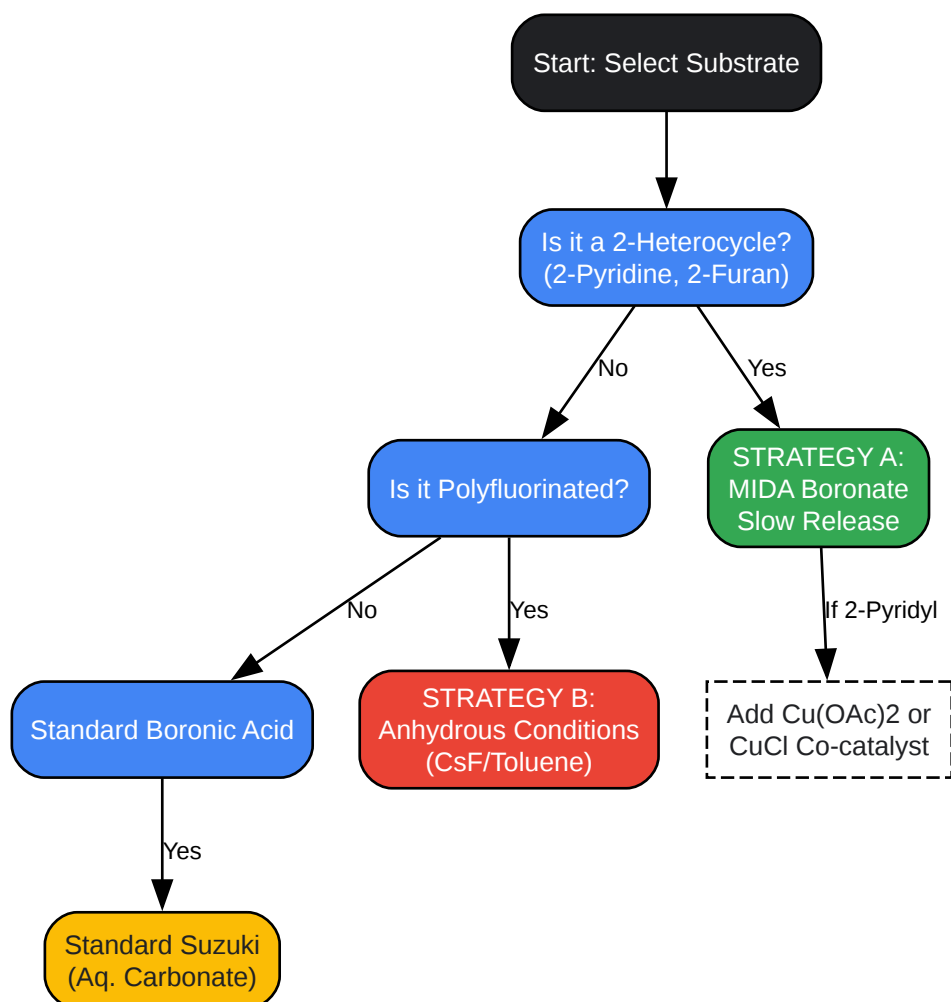 Start: Select Substrate
Is it a 2-Heterocycle?
(2-Pyridine, 2-Furan)
No
Yes
Is it Polyfluorinated?
STRATEGY A:
MIDA Boronate
Slow Release
No
Yes
If 2-Pyridyl
Standard Boronic Acid
STRATEGY B:
Anhydrous Conditions
(CsF/Toluene)
Add Cu(OAc)2 or
CuCl Co-catalyst
Yes
Standard Suzuki
(Aq. Carbonate)